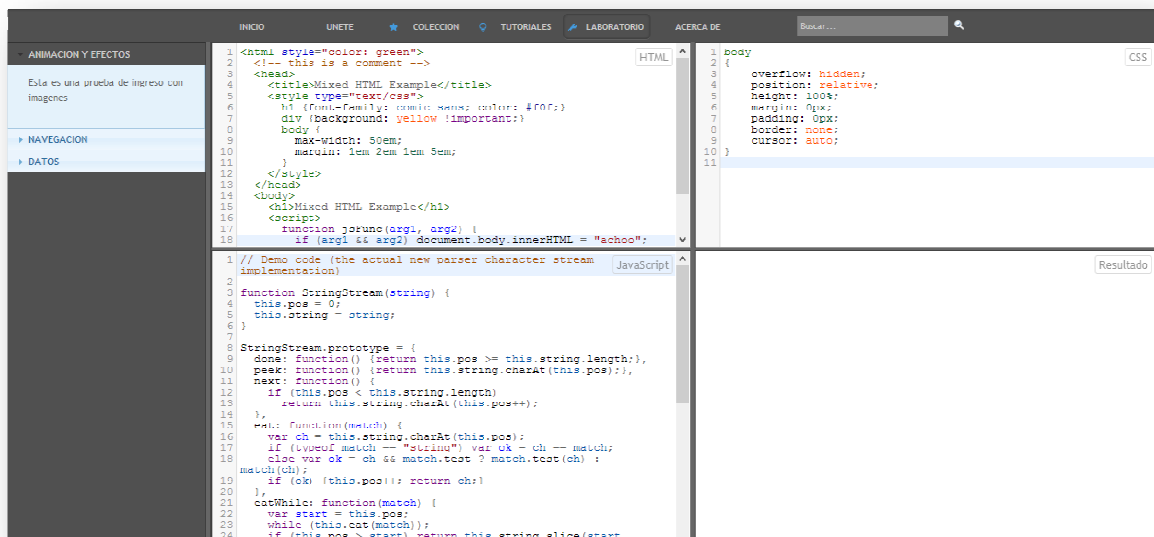 INICIO UNETE COLECCION TUTORIALES LABORATORIO ACERCA DE Buscar....
ANIMACION Y EFECTOS
Esta es una prueba de ingreso con
imagenes
NAVEGACION
DATOS
HTML
1 <html style="color: green">
2 <!-- this is a comment -->
3 <head>
4 <title>Mixed HTML Example</title>
5 <style type="text/css">
6 h1 {font-family: comic sans; color: #f0f;}
7 div {background: yellow !important;}
8 body {
9 max-width: 50em;
10 margin: 1em 2em 1em 5em;
11 }
12 </style>
13 </head>
14 <body>
15 <h1>Mixed HTML Example</h1>
16 <script>
17 function jsFunc(arg1, arg2) {
18 if (arg1 && arg2) document.body.innerHTML = "achoo";
CSS
1 body
2 {
3 overflow: hidden;
4 position: relative;
5 height: 100%;
6 margin: 0px;
7 padding: 0px;
8 border: none;
9 cursor: auto;
10 }
11
JavaScript
1 // Demo code (the actual new parser character stream
implementation)
2
3 function StringStream(string) {
4 this.pos = 0;
5 this.string = string;
6 }
7
8 StringStream.prototype = {
9 done: function() {return this.pos >= this.string.length;},
10 peek: function() {return this.string.charAt(this.pos);},
11 next: function() {
12 if (this.pos < this.string.length)
13 return this.string.charAt(this.pos++);
14 },
15 eat: function(match) {
16 var ch = this.string.charAt(this.pos);
17 if (typeof match == "string") var ok = ch == match;
18 else var ok = ch && match.test ? match.test(ch) :
match(ch);
19 if (ok) {this.pos++; return ch;}
20 },
21 eatWhile: function(match) {
22 var start = this.pos;
23 while (this.eat(match));
24 if (this.pos > start) return this.string.slice(start,
Resultado